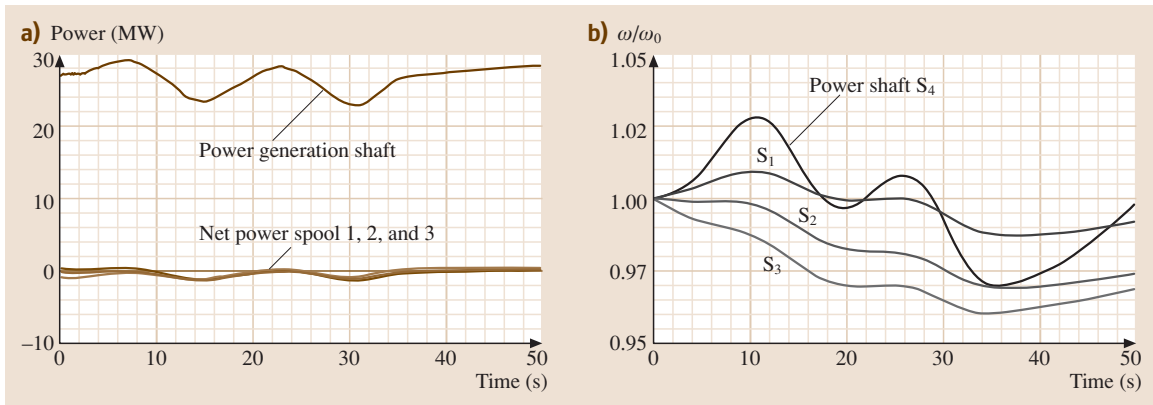 a) Power (MW)
30
20
10
0
–10
Power generation shaft
Net power spool 1, 2, and 3
0 10 20 30 40 50
Time (s)
b) ω/ω0
1.05
1.02
1.00
0.97
0.95
Power shaft S4
S1
S2
S3
0 10 20 30 40 50
Time (s)